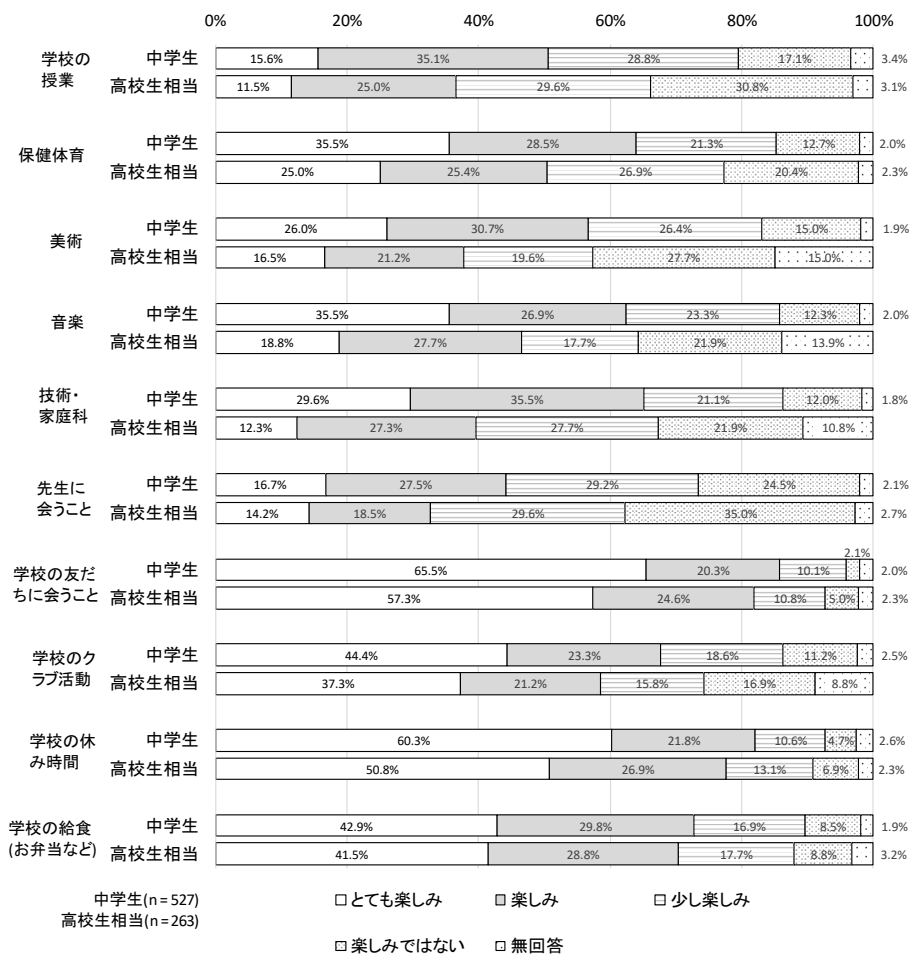 0% 20% 40% 60% 80% 100%
学校の
授業
中学生 15.6% 35.1% 28.8% 17.1% 3.4%
高校生相当 11.5% 25.0% 29.6% 30.8% 3.1%
保健体育
中学生 35.5% 28.5% 21.3% 12.7% 2.0%
高校生相当 25.0% 25.4% 26.9% 20.4% 2.3%
美術
中学生 26.0% 30.7% 26.4% 15.0% 1.9%
高校生相当 16.5% 21.2% 19.6% 27.7% 15.0%
音楽
中学生 35.5% 26.9% 23.3% 12.3% 2.0%
高校生相当 18.8% 27.7% 17.7% 21.9% 13.9%
技術・
家庭科
中学生 29.6% 35.5% 21.1% 12.0% 1.8%
高校生相当 12.3% 27.3% 27.7% 21.9% 10.8%
先生に
会うこと
中学生 16.7% 27.5% 29.2% 24.5% 2.1%
高校生相当 14.2% 18.5% 29.6% 35.0% 2.7%
学校の友だ
ちに会うこと
中学生 65.5% 20.3% 10.1% 2.1% 2.0%
高校生相当 57.3% 24.6% 10.8% 5.0% 2.3%
学校のク
ラブ活動
中学生 44.4% 23.3% 18.6% 11.2% 2.5%
高校生相当 37.3% 21.2% 15.8% 16.9% 8.8%
学校の休
み時間
中学生 60.3% 21.8% 10.6% 4.7% 2.6%
高校生相当 50.8% 26.9% 13.1% 6.9% 2.3%
学校の給食
(お弁当など)
中学生 42.9% 29.8% 16.9% 8.5% 1.9%
高校生相当 41.5% 28.8% 17.7% 8.8% 3.2%
中学生(n=527)
高校生相当(n=263)
とても楽しみ 楽しみ 少し楽しみ
楽しみではない 無回答